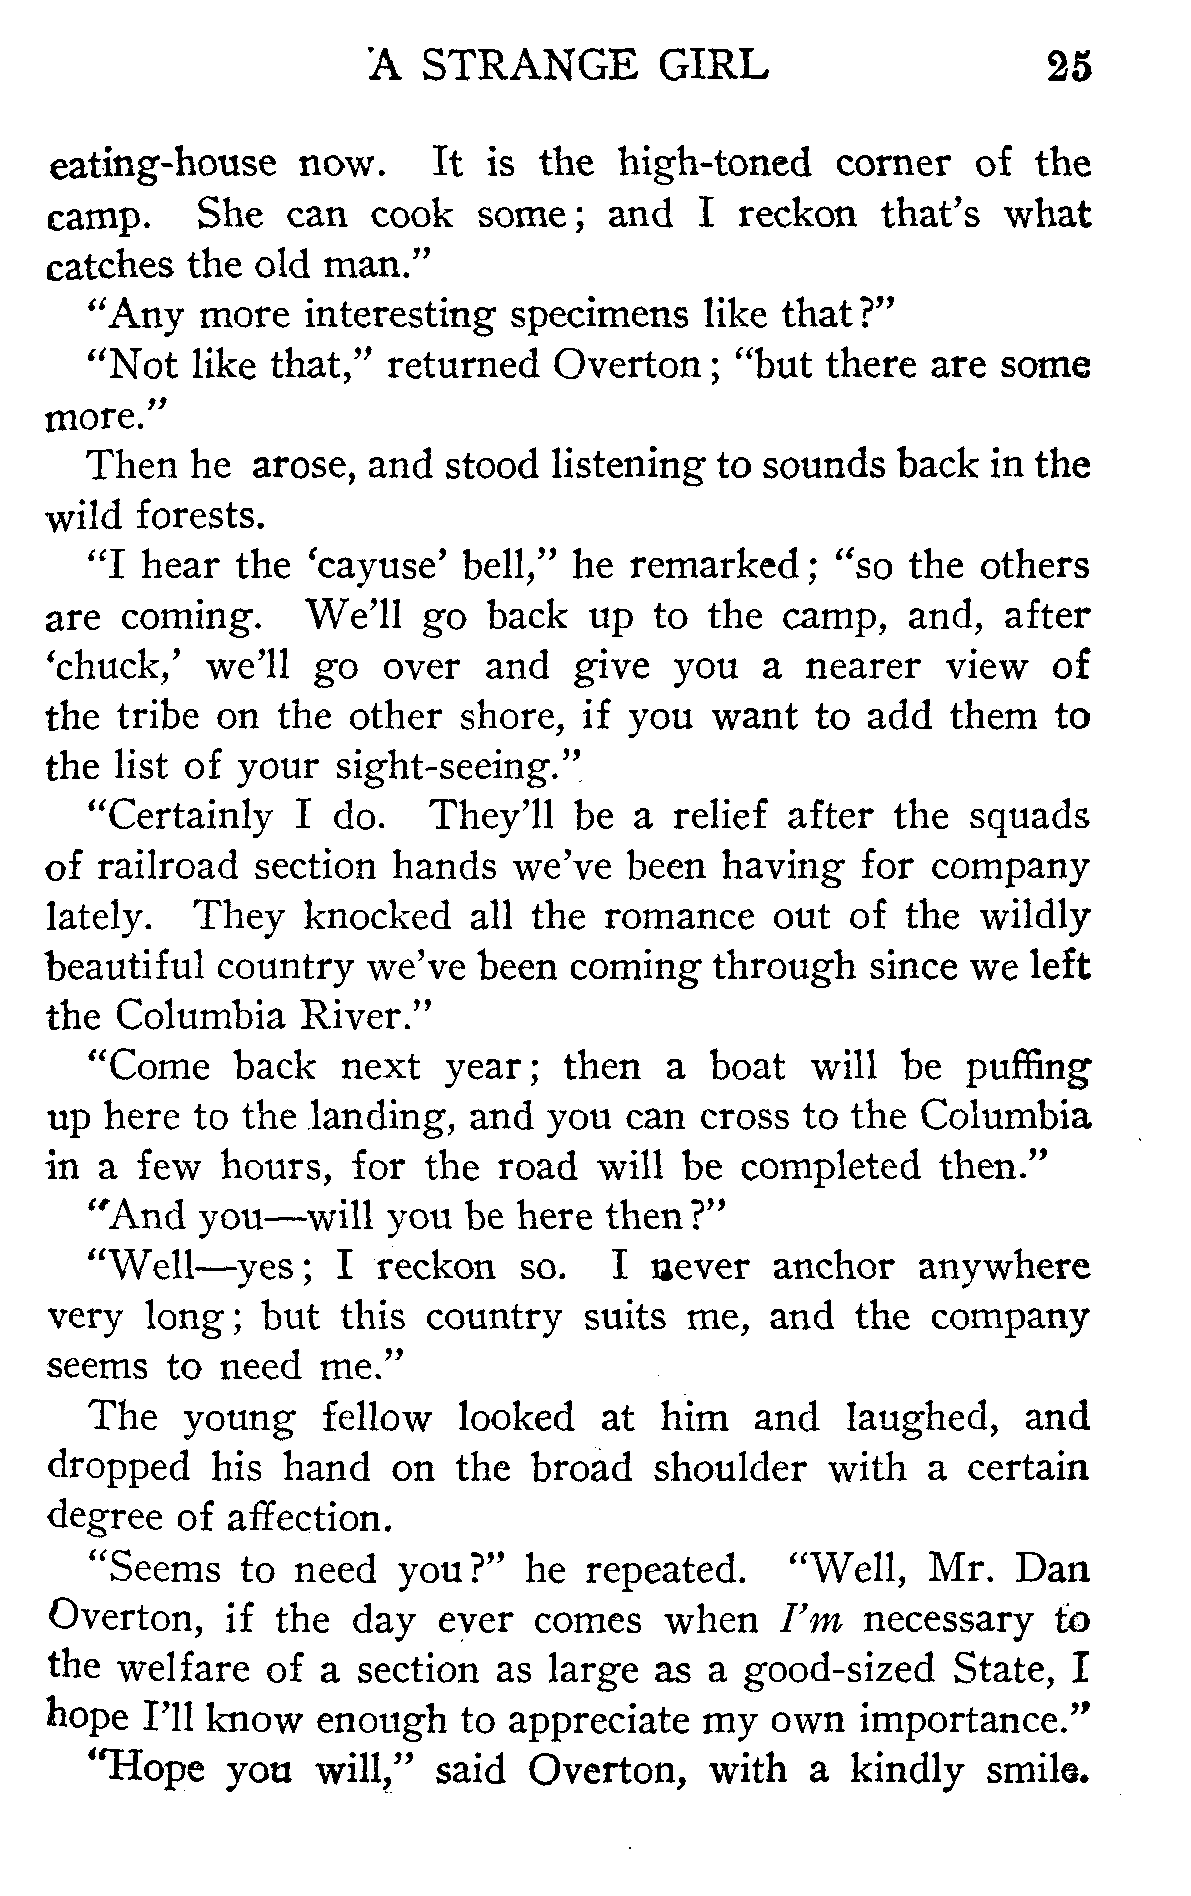 A STRANGE GIRL 25
eating-house now. It is the high-toned corner of the
camp. She can cook some; and I reckon that's what
catches the old man."
"Any more interesting specimens like that?"
"Not like that," returned Overton; "but there are some
more."
Then he arose, and stood listening to sounds back in the
wild forests.
"I hear the 'cayuse' bell," he remarked; "so the others
are coming. We'll go back up to the camp, and, after
'chuck,' we'll go over and give you a nearer view of
the tribe on the other shore, if you want to add them to
the list of your sight-seeing."
"Certainly I do. They'll be a relief after the squads
of railroad section hands we've been having for company
lately. They knocked all the romance out of the wildly
beautiful country we've been coming through since we left
the Columbia River."
"Come back next year; then a boat will be puffing
up here to the landing, and you can cross to the Columbia
in a few hours, for the road will be completed then."
"And you—will you be here then?"
"Well—yes; I reckon so. I never anchor anywhere
very long; but this country suits me, and the company
seems to need me."
The young fellow looked at him and laughed, and
dropped his hand on the broad shoulder with a certain
degree of affection.
"Seems to need you?" he repeated. "Well, Mr. Dan
Overton, if the day ever comes when I'm necessary to
the welfare of a section as large as a good-sized State, I
hope I'll know enough to appreciate my own importance."
"Hope you will," said Overton, with a kindly smile.